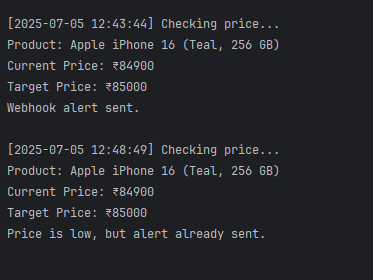 [2025-07-05 12:43:44] Checking price...
Product: Apple iPhone 16 (Teal, 256 GB)
Current Price: ₹84900
Target Price: ₹85000
Webhook alert sent.
[2025-07-05 12:48:49] Checking price...
Product: Apple iPhone 16 (Teal, 256 GB)
Current Price: ₹84900
Target Price: ₹85000
Price is low, but alert already sent.